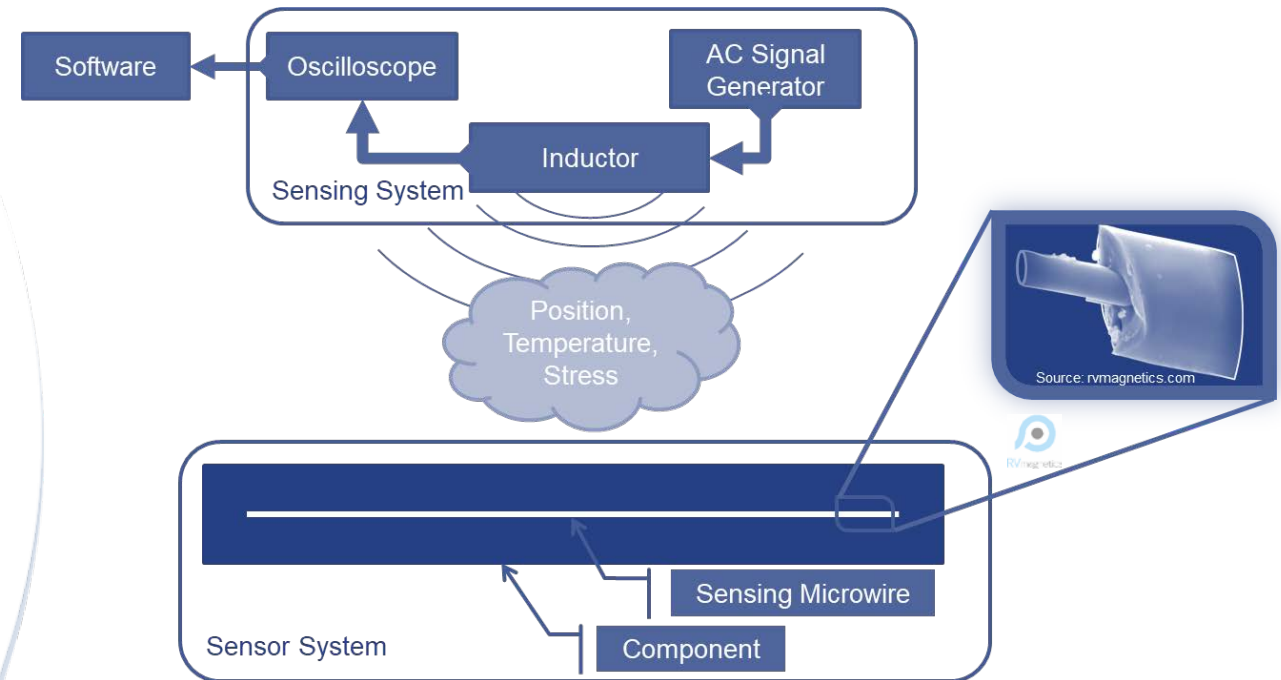 Software
Oscilloscope
AC Signal
Generator
Inductor
Sensing System
Position,
Temperature,
Stress
Source: rvmagnetics.com
RVmagnetics
Sensing Microwire
Component
Sensor System